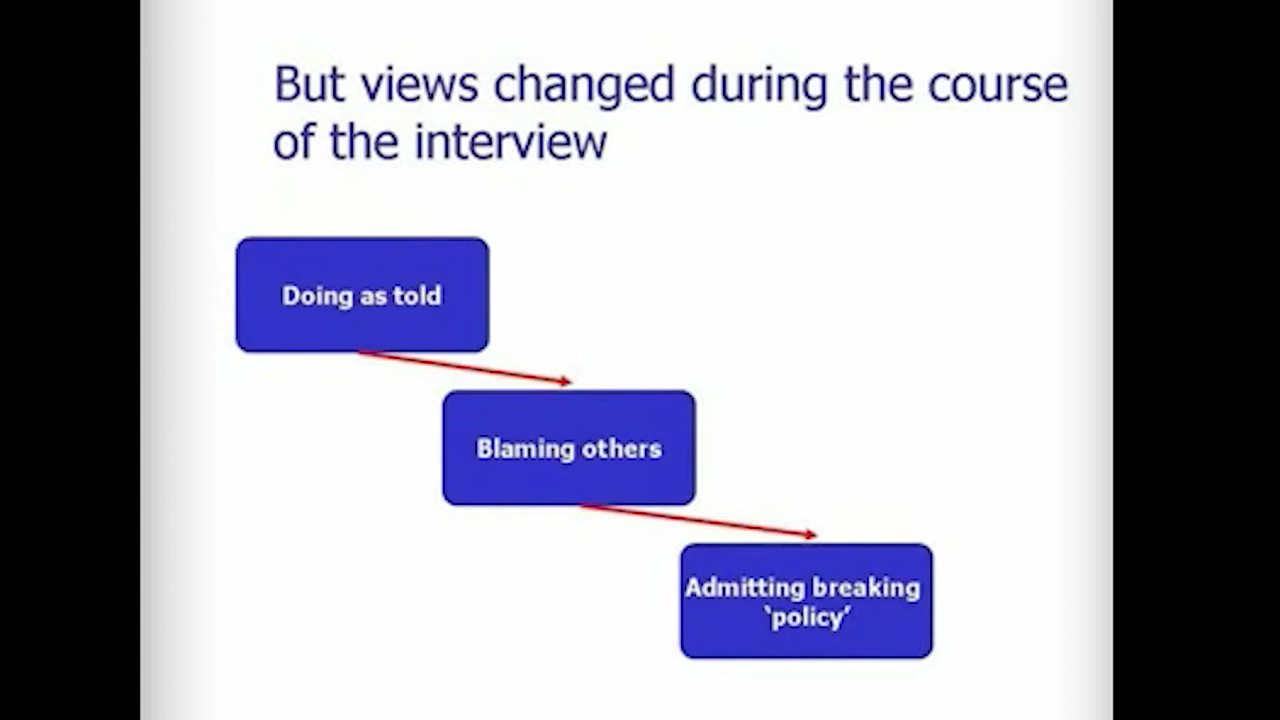 But views changed during the course
of the interview
Doing as told
Blaming others
Admitting breaking
‘policy’